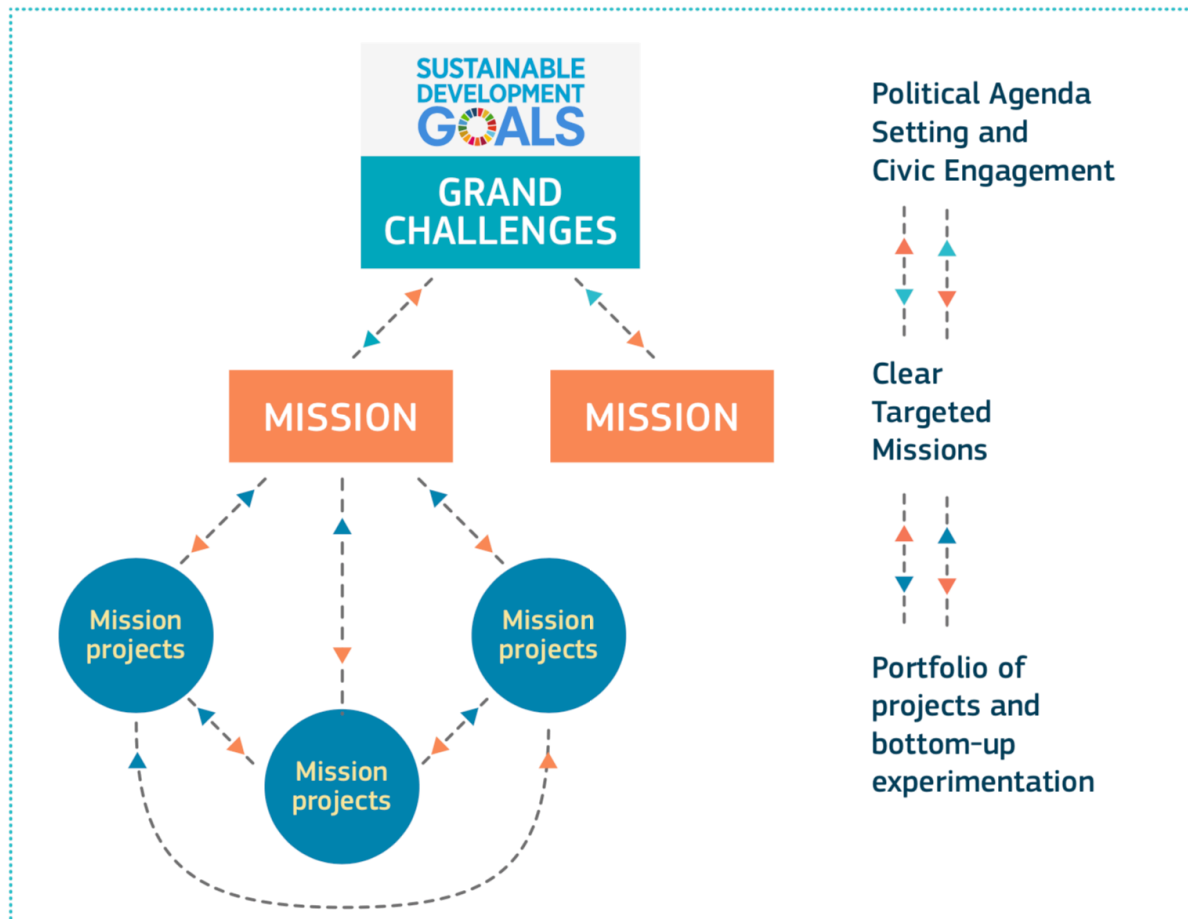 SUSTAINABLE
DEVELOPMENT
GOALS
GRAND
CHALLENGES
MISSION
MISSION
Mission
projects
Mission
projects
Mission
projects
Political Agenda
Setting and
Civic Engagement
Clear
Targeted
Missions
Portfolio of
projects and
bottom-up
experimentation